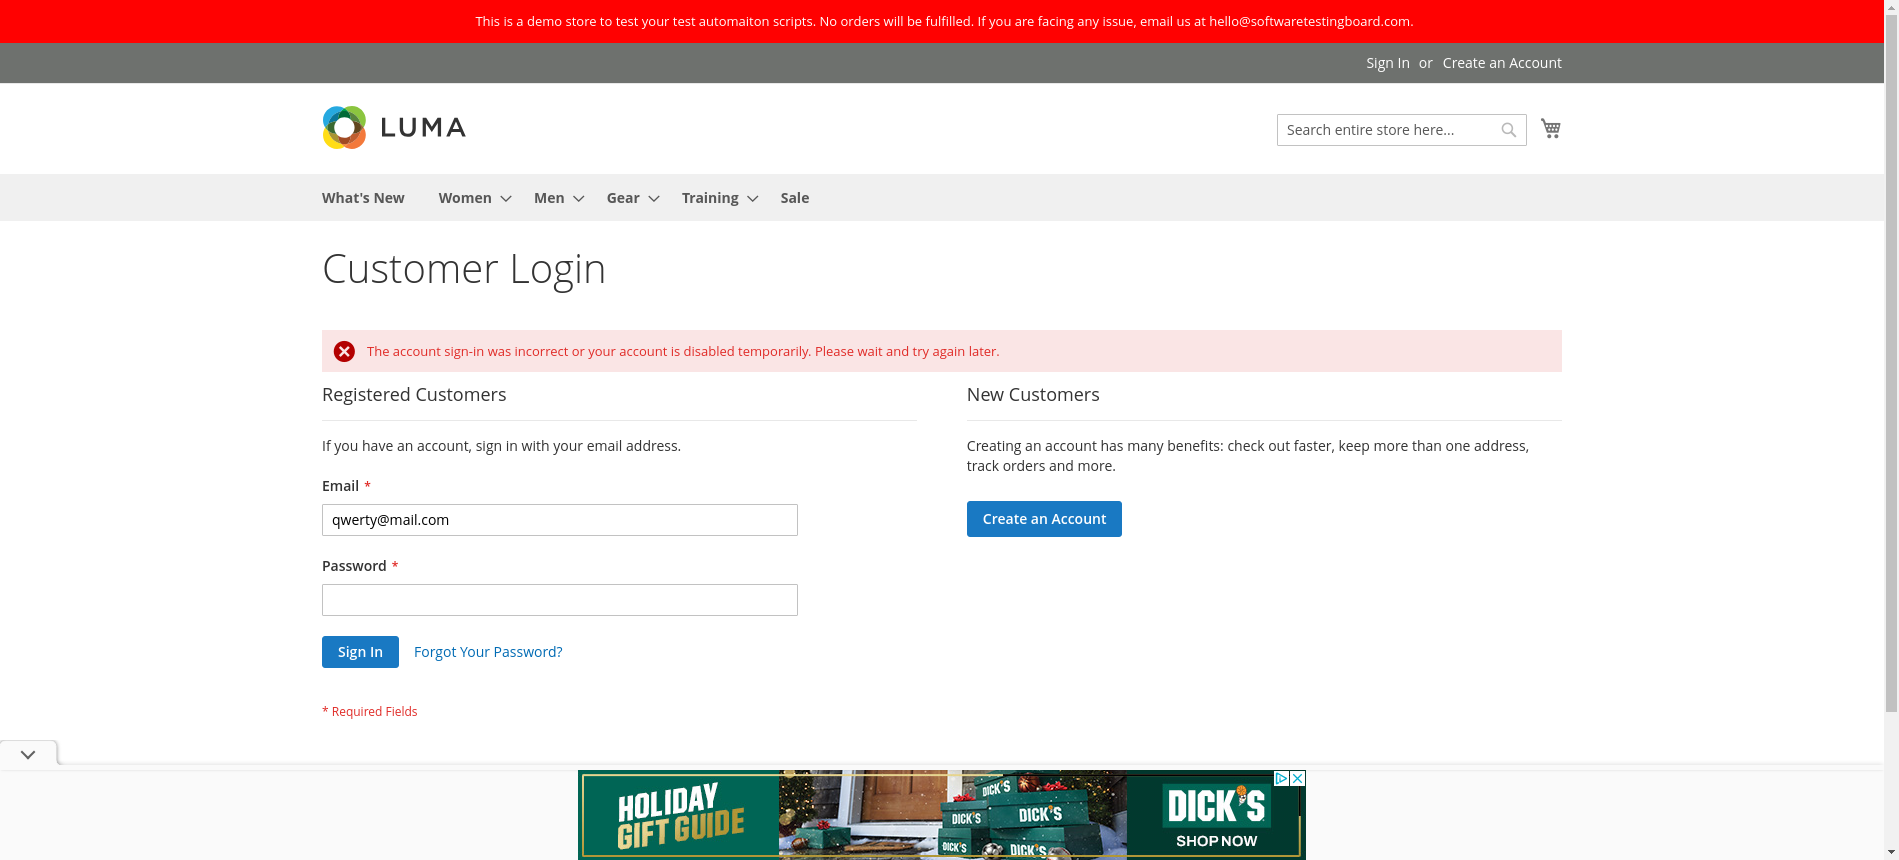 This is a demo store to test your test automaiton scripts. No orders will be fulfilled. If you are facing any issue, email us at hello@softwaretestingboard.com.
Sign In or Create an Account
LUMA
Search entire store here...
What's New Women Men Gear Training Sale
Customer Login
The account sign-in was incorrect or your account is disabled temporarily. Please wait and try again later.
Registered Customers
If you have an account, sign in with your email address.
Email *
qwerty@mail.com
Password *
Sign In Forgot Your Password?
* Required Fields
New Customers
Creating an account has many benefits: check out faster, keep more than one address,
track orders and more.
Create an Account
HOLIDAY
GIFT GUIDE
DICK'S
DICK'S
DICK'S
DICK'S
DICK'S
DICK'S
SHOP NOW